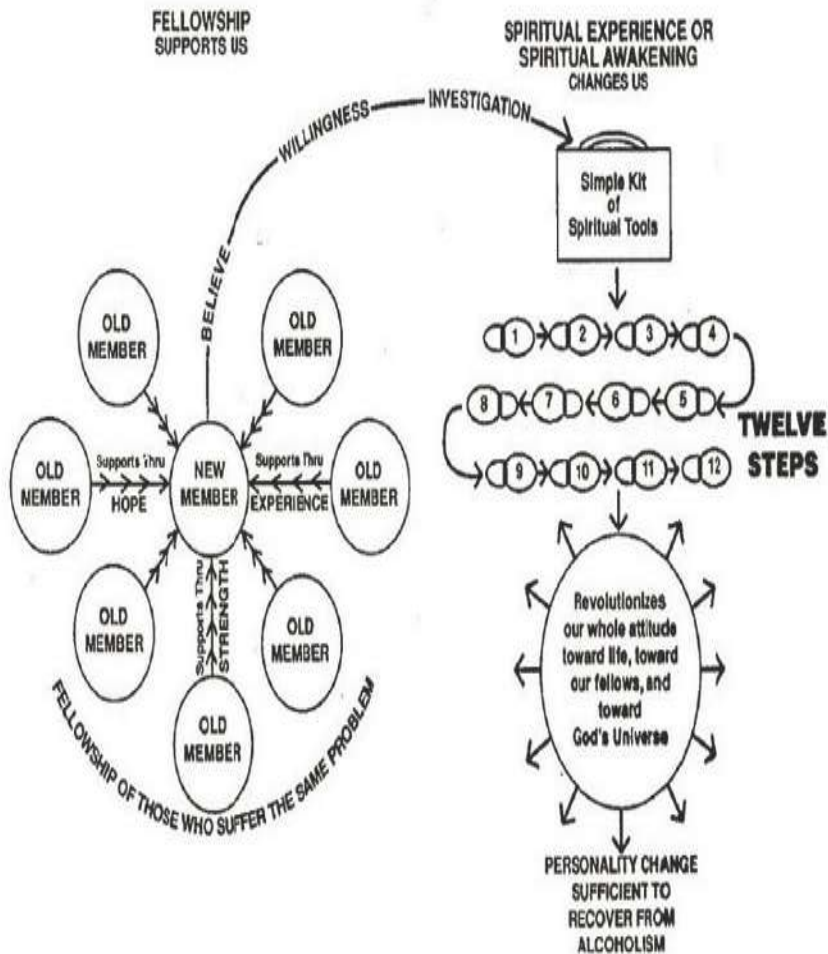 FELLOWSHIP
SUPPORTS US
SPIRITUAL EXPERIENCE OR
SPIRITUAL AWAKENING
CHANGES US
BELIEVE
WILLINGNESS
INVESTIGATION
Simple Kit
of
Spiritual Tools
OLD
MEMBER
OLD
MEMBER
OLD
MEMBER
Supports Thru
HOPE
NEW
MEMBER
Supports Thru
EXPERIENCE
OLD
MEMBER
OLD
MEMBER
Supports Thru
STRENGTH
OLD
MEMBER
OLD
MEMBER
FELLOWSHIP OF THOSE WHO SUFFER THE SAME PROBLEM
1 2 3 4
8 7 6 5
9 10 11 12
TWELVE
STEPS
Revolutionizes
our whole attitude
toward life, toward
our fellows, and
toward
God's Universe
PERSONALITY CHANGE
SUFFICIENT TO
RECOVER FROM
ALCOHOLISM